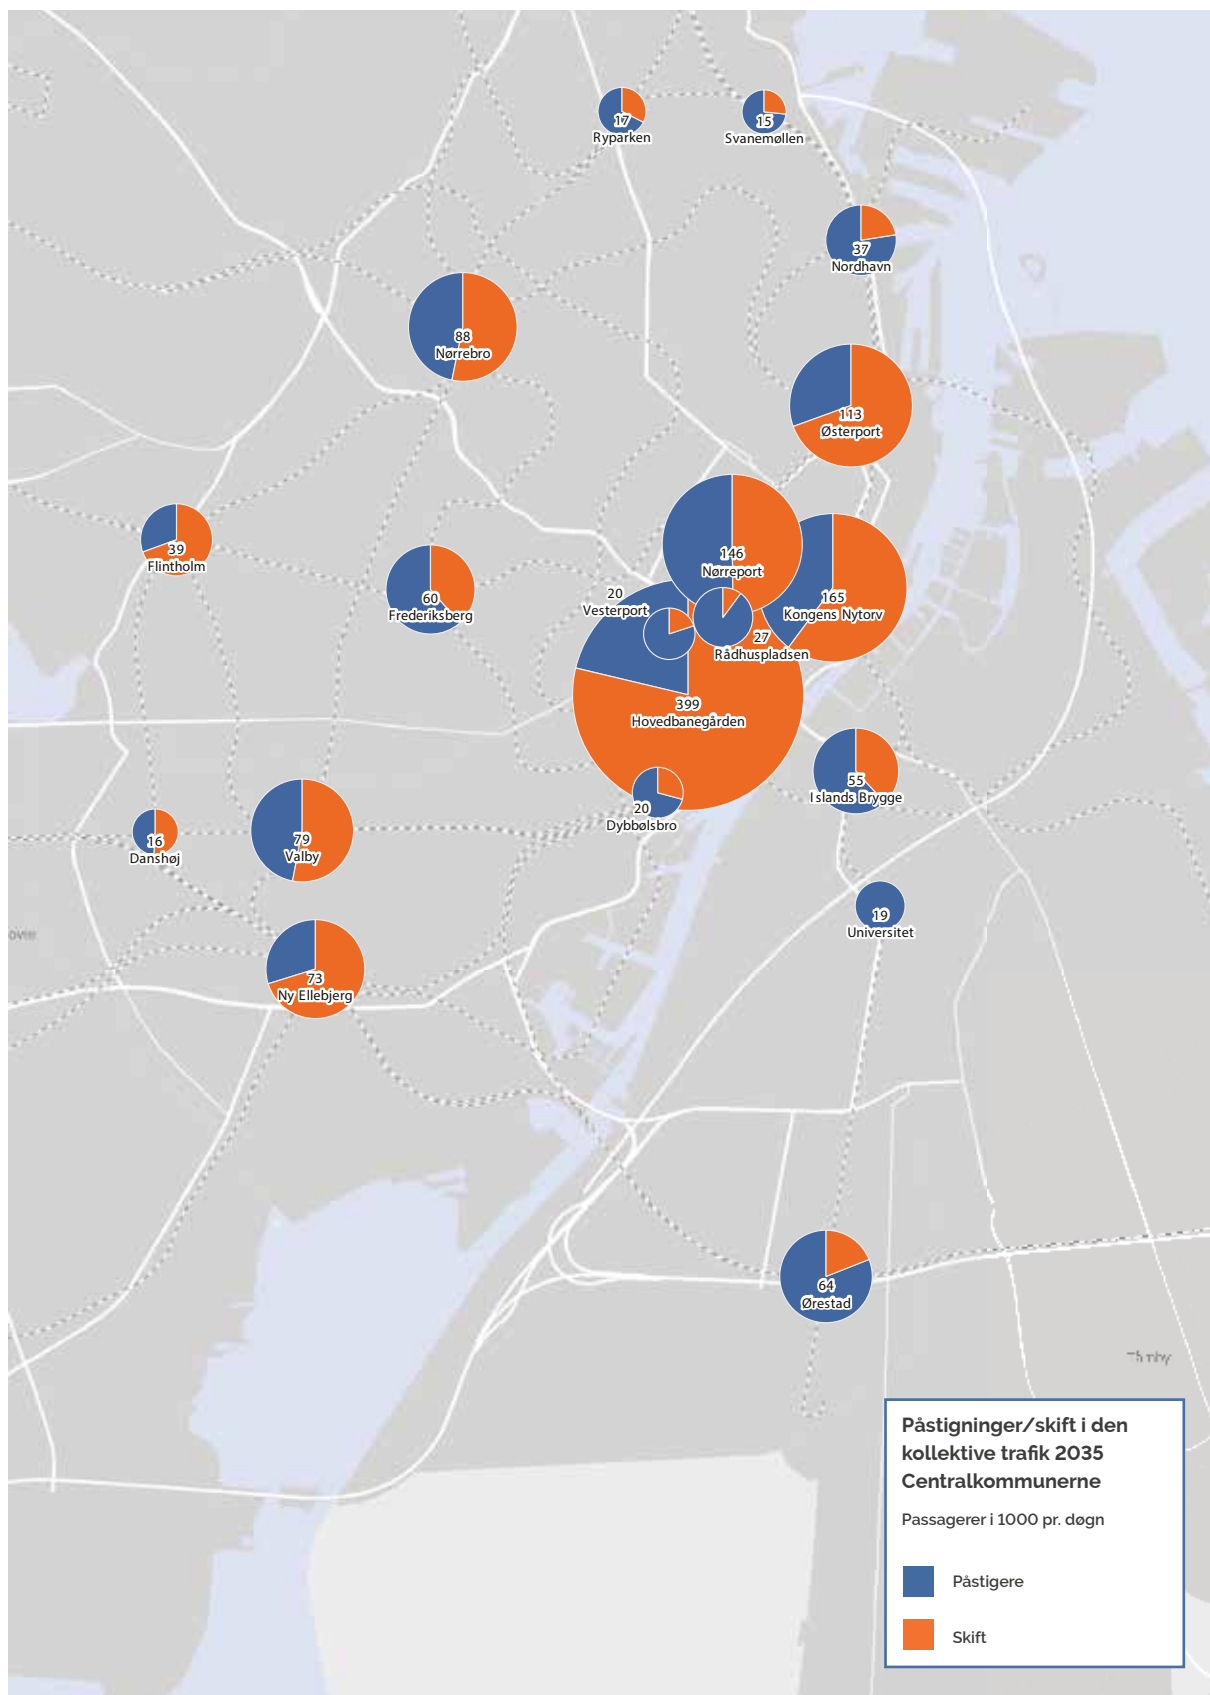 17
Ryparken
15
Svanemøllen
37
Nordhavn
88
Nørrebro
113
Østerport
39
Flintholm
60
Frederiksberg
146
Nørreport
165
Kongens Nytorv
20
Vesterport
27
Rådhuspladsen
399
Hovedbanegården
55
Islands Brygge
20
Dybbølsbro
16
Danshøj
79
Valby
19
Universitet
73
Ny Ellebjerg
64
Ørestad
Påstigninger/skift i den
kollektive trafik 2035
Centralkommunerne
Passagerer i 1000 pr. døgn
Påstigere
Skift